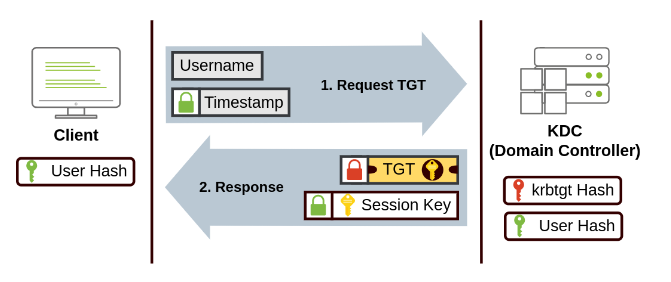 Username
Timestamp
1. Request TGT
Client
User Hash
KDC
(Domain Controller)
TGT
2. Response
Session Key
krbtgt Hash
User Hash